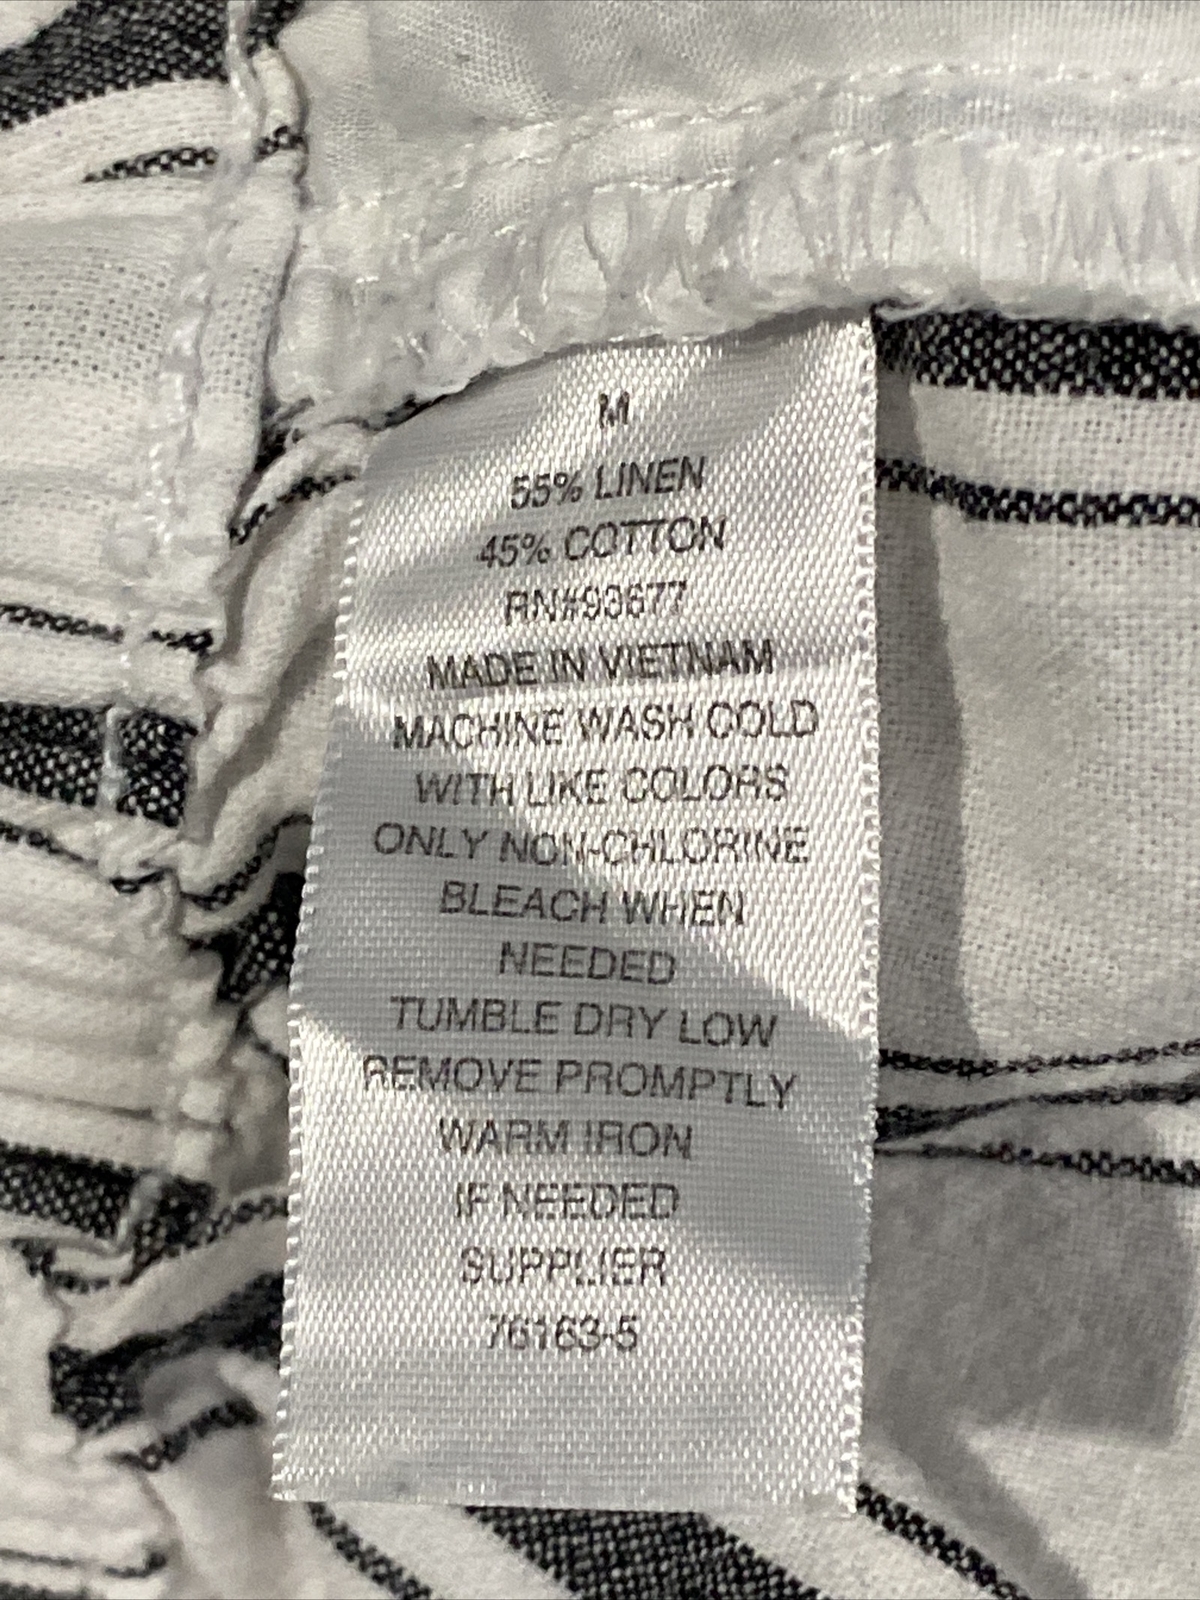 M
55% LINEN
45% COTTON
RN#93677
MADE IN VIETNAM
MACHINE WASH COLD
WITH LIKE COLORS
ONLY NON-CHLORINE
BLEACH WHEN
NEEDED
TUMBLE DRY LOW
REMOVE PROMPTLY
WARM IRON
IF NEEDED
SUPPLIER
76163-5